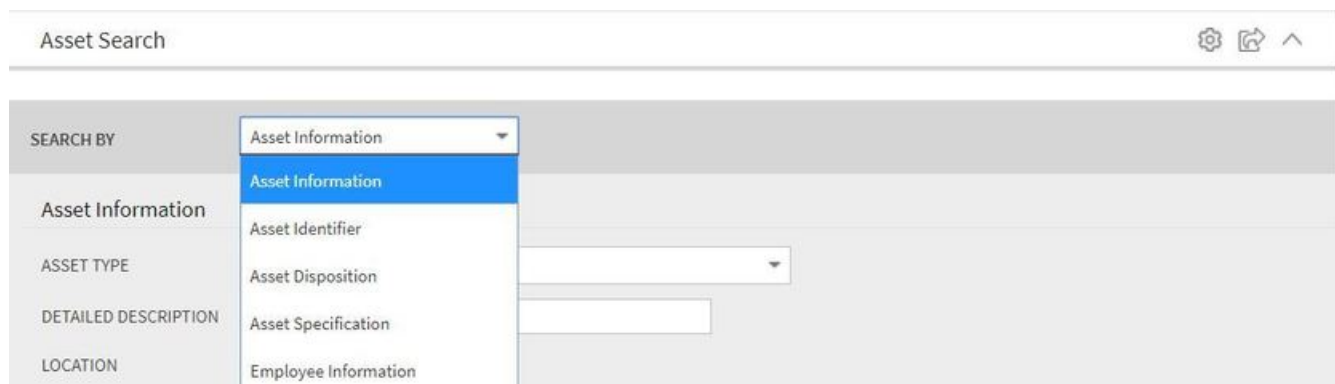 Asset Search
SEARCH BY
Asset Information
Asset Information
Asset Information
Asset Identifier
ASSET TYPE
Asset Disposition
DETAILED DESCRIPTION
Asset Specification
LOCATION
Employee Information